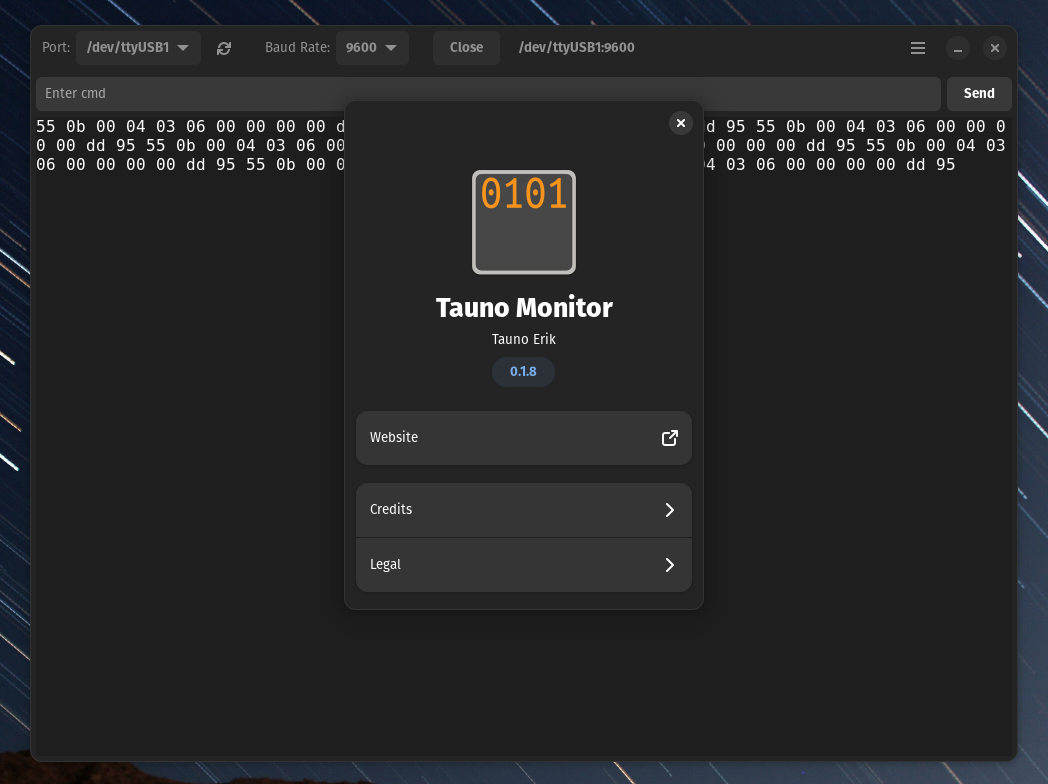 Port: /dev/ttyUSB1 Baud Rate: 9600 Close /dev/ttyUSB1:9600
Enter cmd Send
55 0b 00 04 03 06 00 00 00 00 d dd 95 55 0b 00 04 03 06 00 00 0
0 00 dd 95 55 0b 00 04 03 06 00 00 00 00 dd 95 55 0b 00 04 03
06 00 00 00 00 dd 95 55 0b 00 0 4 03 06 00 00 00 00 dd 95
0101
Tauno Monitor
Tauno Erik
0.1.8
Website
Credits
Legal